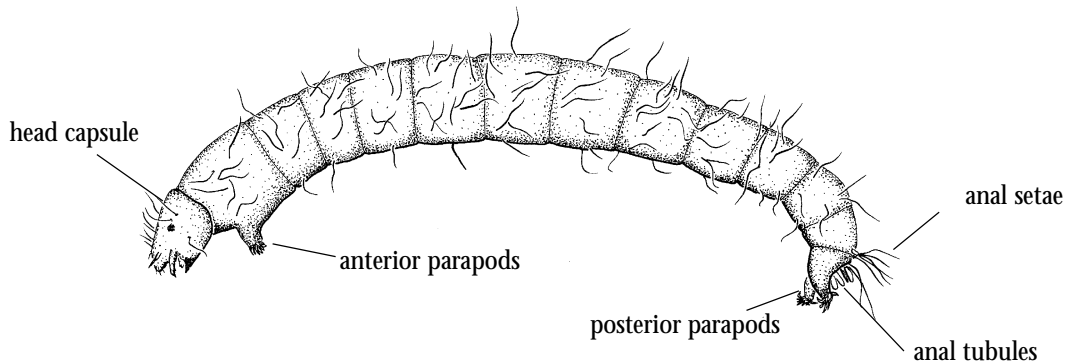 head capsule
anal setae
anterior parapods
posterior parapods
anal tubules